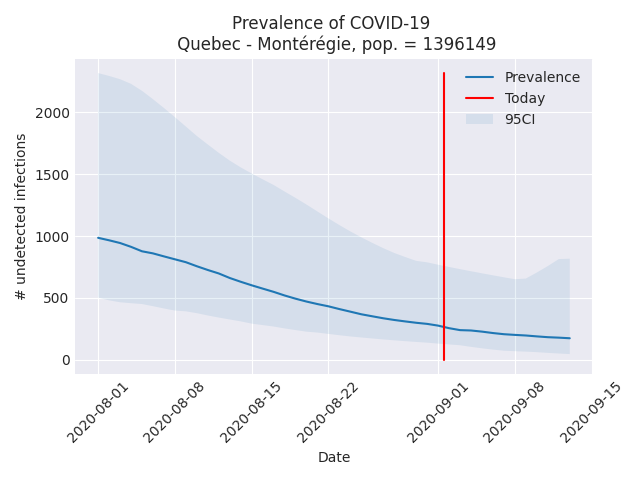 Prevalence of COVID-19
Quebec - Montérégie, pop. = 1396149
Prevalence
Today
95CI
# undetected infections
2000
1500
1000
500
0
2020-08-01
2020-08-08
2020-08-15
2020-08-22
2020-09-01
2020-09-08
2020-09-15
Date